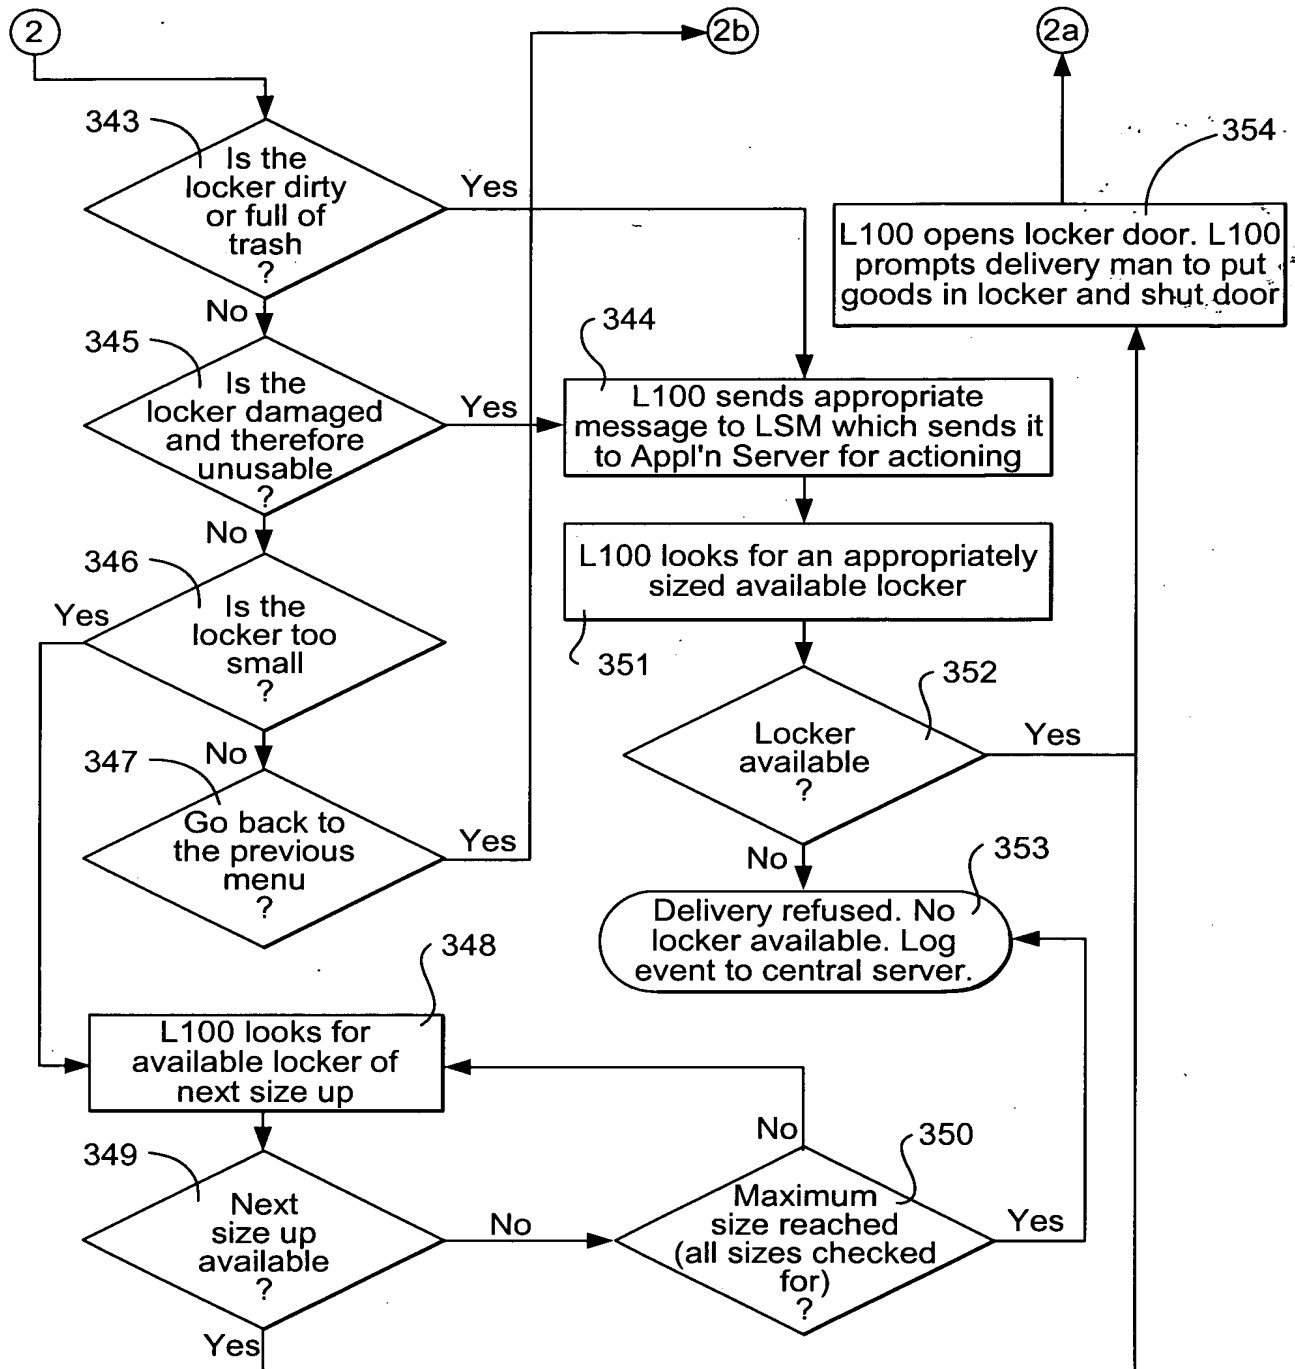 2
2b
2a
343
Is the
locker dirty
or full of
trash
?
Yes
No
354
L100 opens locker door. L100
prompts delivery man to put
goods in locker and shut door
345
Is the
locker damaged
and therefore
unusable
?
Yes
No
344
L100 sends appropriate
message to LSM which sends it
to Appl'n Server for actioning
346
Is the
locker too
small
?
Yes
No
L100 looks for an appropriately
sized available locker
351
352
Locker
available
?
Yes
No
347
Go back to
the previous
menu
?
Yes
353
Delivery refused. No
locker available. Log
event to central server.
348
L100 looks for
available locker of
next size up
349
Next
size up
available
?
No
Yes
350
Maximum
size reached
(all sizes checked
for)
?
No
Yes